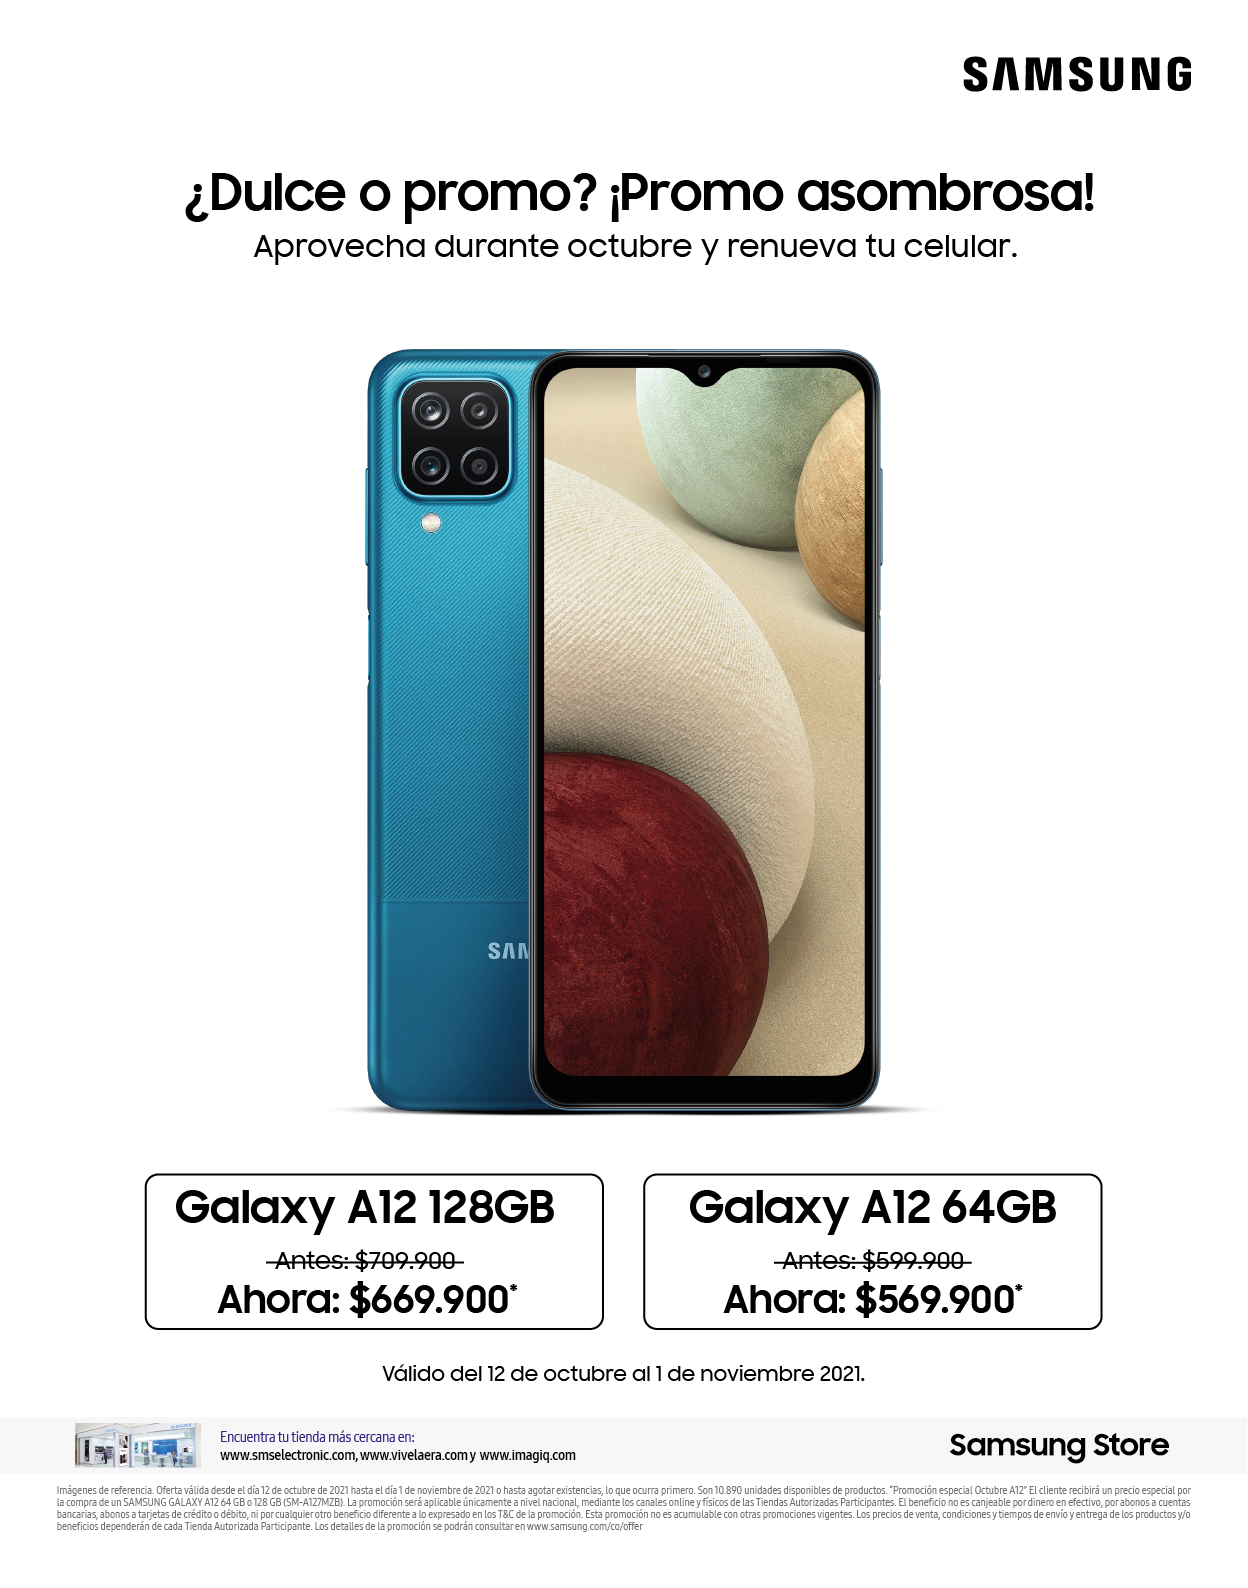 SAMSUNG
¿Dulce o promo? ¡Promo asombrosa!
Aprovecha durante octubre y renueva tu celular.
SAM
Galaxy A12 128GB
Antes: $709.900
Ahora: $669.900*
Galaxy A12 64GB
Antes: $599.900
Ahora: $569.900*
Válido del 12 de octubre al 1 de noviembre 2021.
SAMSUNG
Encuentra tu tienda más cercana en:
www.smselectronic.com, www.vivelaera.com y www.imagiq.com
Samsung Store
Imágenes de referencia. Oferta válida desde el día 12 de octubre de 2021 hasta el día 1 de noviembre de 2021 o hasta agotar existencias, lo que ocurra primero. Son 10.890 unidades disponibles de productos. “Promoción especial Octubre A12” El cliente recibirá un precio especial por
la compra de un SAMSUNG GALAXY A12 64 GB o 128 GB (SM-A127MZB). La promoción será aplicable únicamente a nivel nacional, mediante los canales online y físicos de las Tiendas Autorizadas Participantes. El beneficio no es canjeable por dinero en efectivo, por abonos a cuentas
bancarias, abonos a tarjetas de crédito o débito, ni por cualquier otro beneficio diferente a lo expresado en los T&C de la promoción. Esta promoción no es acumulable con otras promociones vigentes. Los precios de venta, condiciones y tiempos de envío y entrega de los productos y/o
beneficios dependerán de cada Tienda Autorizada Participante. Los detalles de la promoción se podrán consultar en www.samsung.com/co/offer